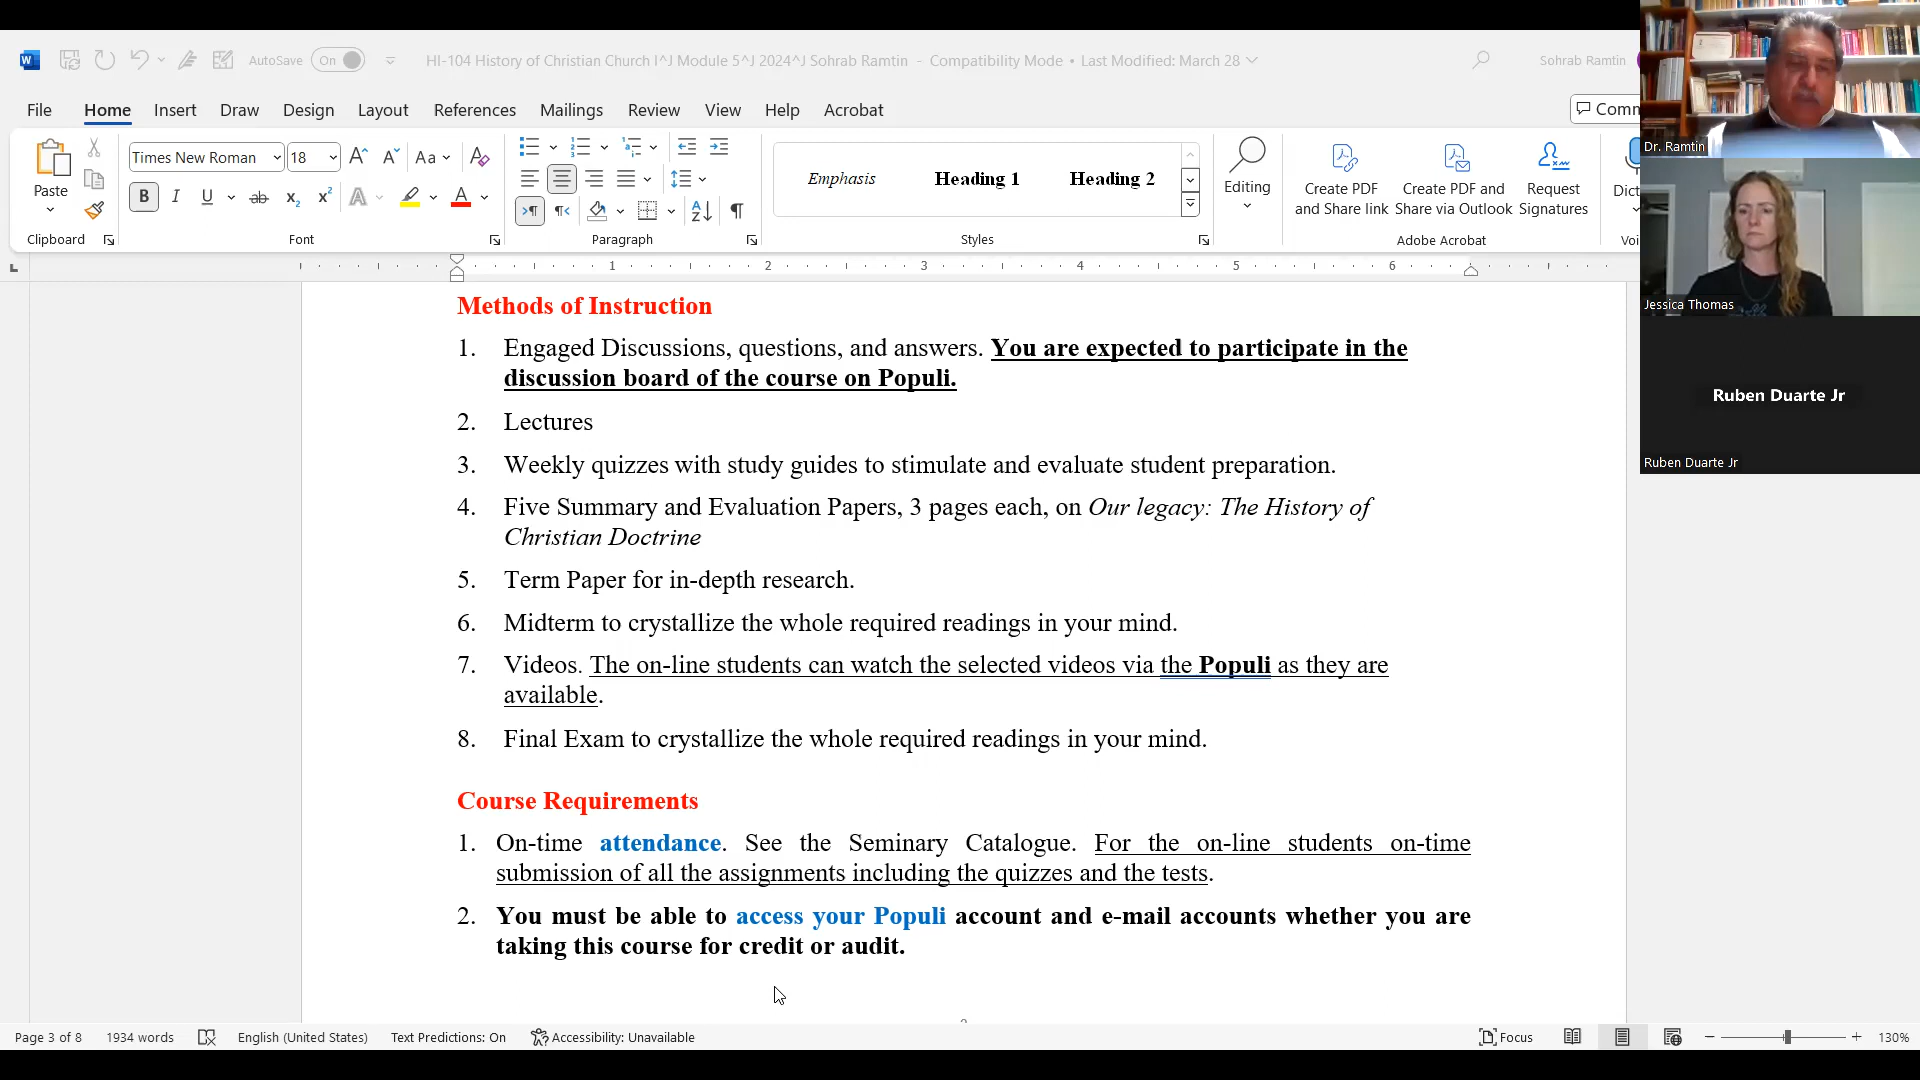 AutoSave On HI-104 History of Christian Church I^J Module 5^J 2024^J Sohrab Ramtin - Compatibility Mode • Last Modified: March 28 Sohrab Ramtin
File Home Insert Draw Design Layout References Mailings Review View Help Acrobat Comm
Paste
Times New Roman 18
Emphasis Heading 1 Heading 2
Editing
Create PDF and Share link
Create PDF and Share via Outlook
Request Signatures
Dict
Clipboard Font Paragraph Styles Adobe Acrobat Voi
1 2 3 4 5 6
Methods of Instruction
1. Engaged Discussions, questions, and answers. You are expected to participate in the
discussion board of the course on Populi.
2. Lectures
3. Weekly quizzes with study guides to stimulate and evaluate student preparation.
4. Five Summary and Evaluation Papers, 3 pages each, on Our legacy: The History of
Christian Doctrine
5. Term Paper for in-depth research.
6. Midterm to crystallize the whole required readings in your mind.
7. Videos. The on-line students can watch the selected videos via the Populi as they are
available.
8. Final Exam to crystallize the whole required readings in your mind.
Course Requirements
1. On-time attendance. See the Seminary Catalogue. For the on-line students on-time
submission of all the assignments including the quizzes and the tests.
2. You must be able to access your Populi account and e-mail accounts whether you are
taking this course for credit or audit.
Page 3 of 8 1934 words English (United States) Text Predictions: On Accessibility: Unavailable Focus 130%
Dr. Ramtin
Jessica Thomas
Ruben Duarte Jr
Ruben Duarte Jr